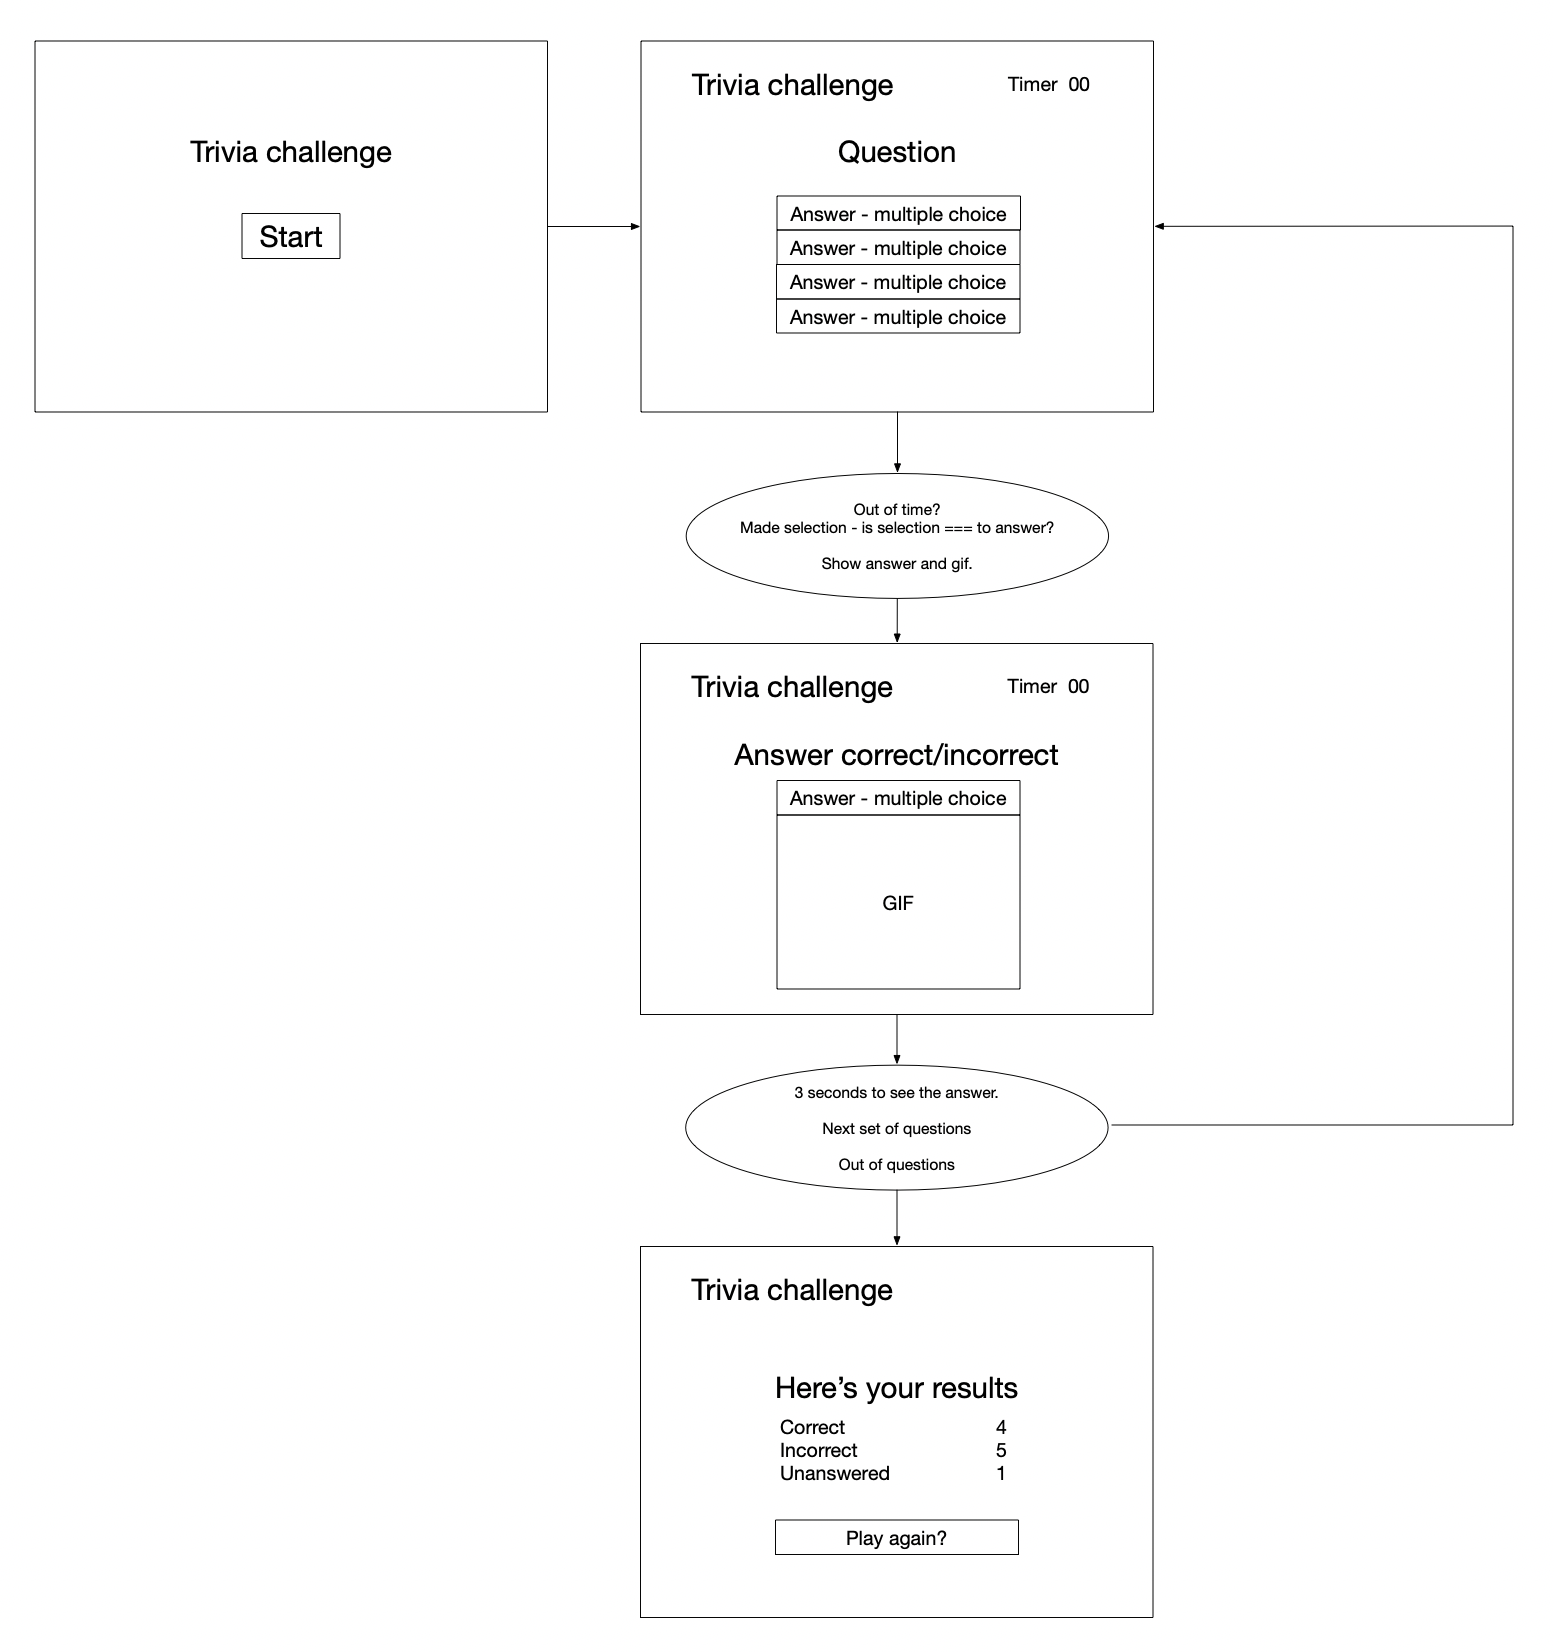 Trivia challenge
Start
Trivia challenge
Timer 00
Question
Answer - multiple choice
Answer - multiple choice
Answer - multiple choice
Answer - multiple choice
Out of time?
Made selection - is selection === to answer?
Show answer and gif.
Trivia challenge
Timer 00
Answer correct/incorrect
Answer - multiple choice
GIF
3 seconds to see the answer.
Next set of questions
Out of questions
Trivia challenge
Here’s your results
Correct 4
Incorrect 5
Unanswered 1
Play again?